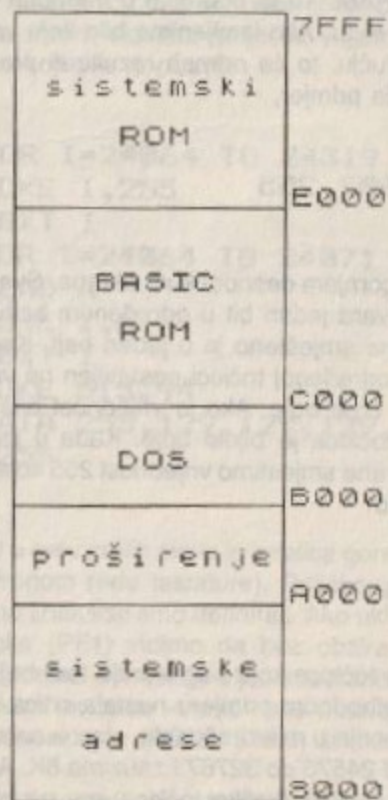 7FFF
sistemski
ROM
E000
BASIC
ROM
C000
DOS
B000
proširenje
A000
sistemske
adrese
8000